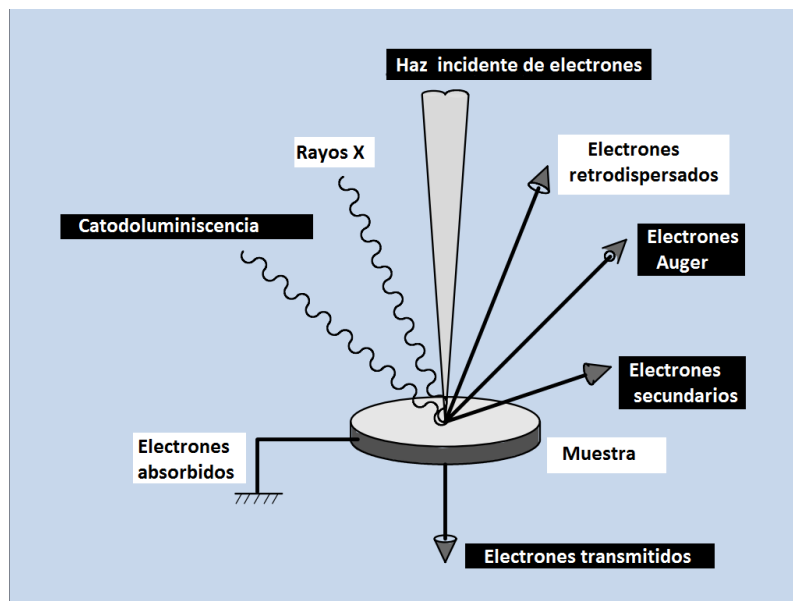 Haz incidente de electrones
Rayos X
Electrones
retrodispersados
Catodoluminiscencia
Electrones
Auger
Electrones
secundarios
Electrones
absorbidos
Muestra
Electrones transmitidos